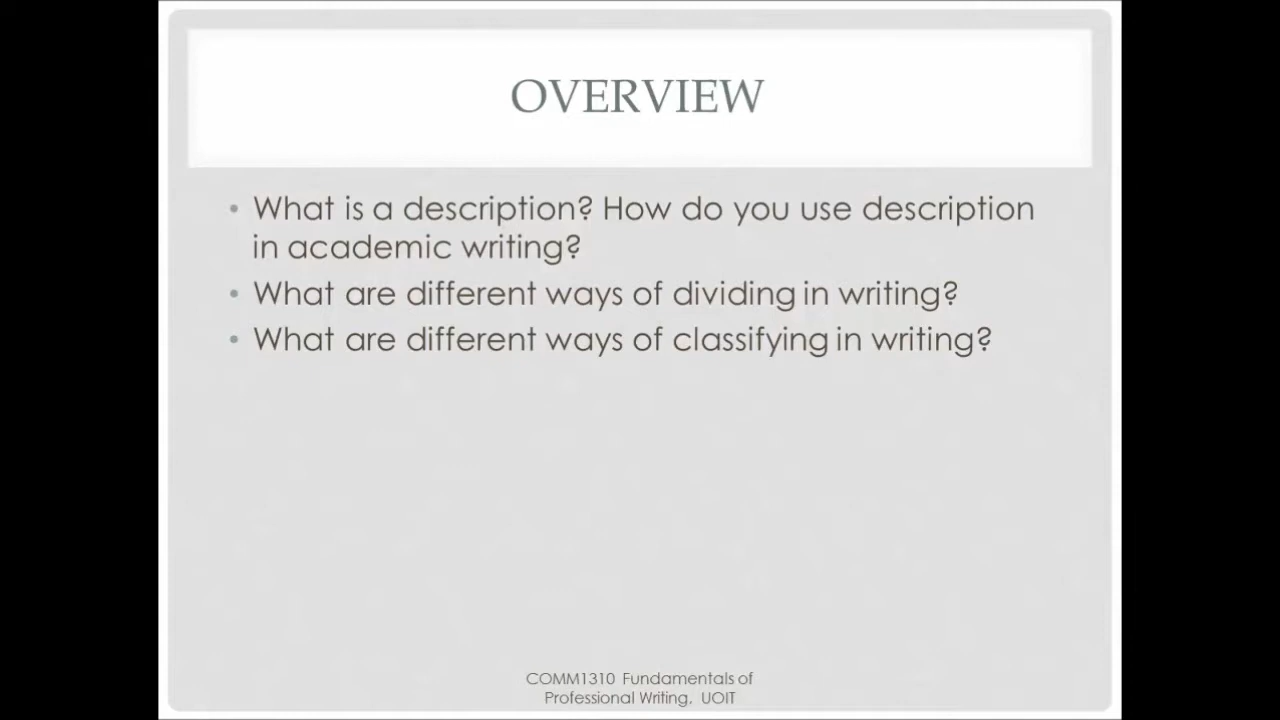 OVERVIEW
• What is a description? How do you use description
in academic writing?
• What are different ways of dividing in writing?
• What are different ways of classifying in writing?
COMM1310 Fundamentals of
Professional Writing, UOIT